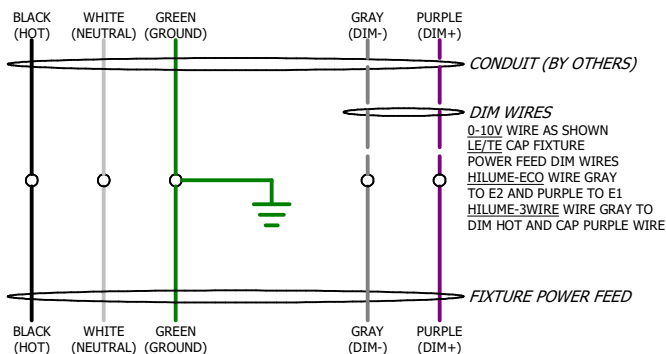 BLACK WHITE GREEN GRAY PURPLE
(HOT) (NEUTRAL) (GROUND) (DIM-) (DIM+)
CONDUIT (BY OTHERS)
DIM WIRES
0-10V WIRE AS SHOWN
LE/TE CAP FIXTURE
POWER FEED DIM WIRES
HILUME-ECO WIRE GRAY
TO E2 AND PURPLE TO E1
HILUME-3WIRE WIRE GRAY TO
DIM HOT AND CAP PURPLE WIRE
FIXTURE POWER FEED
BLACK WHITE GREEN GRAY PURPLE
(HOT) (NEUTRAL) (GROUND) (DIM-) (DIM+)